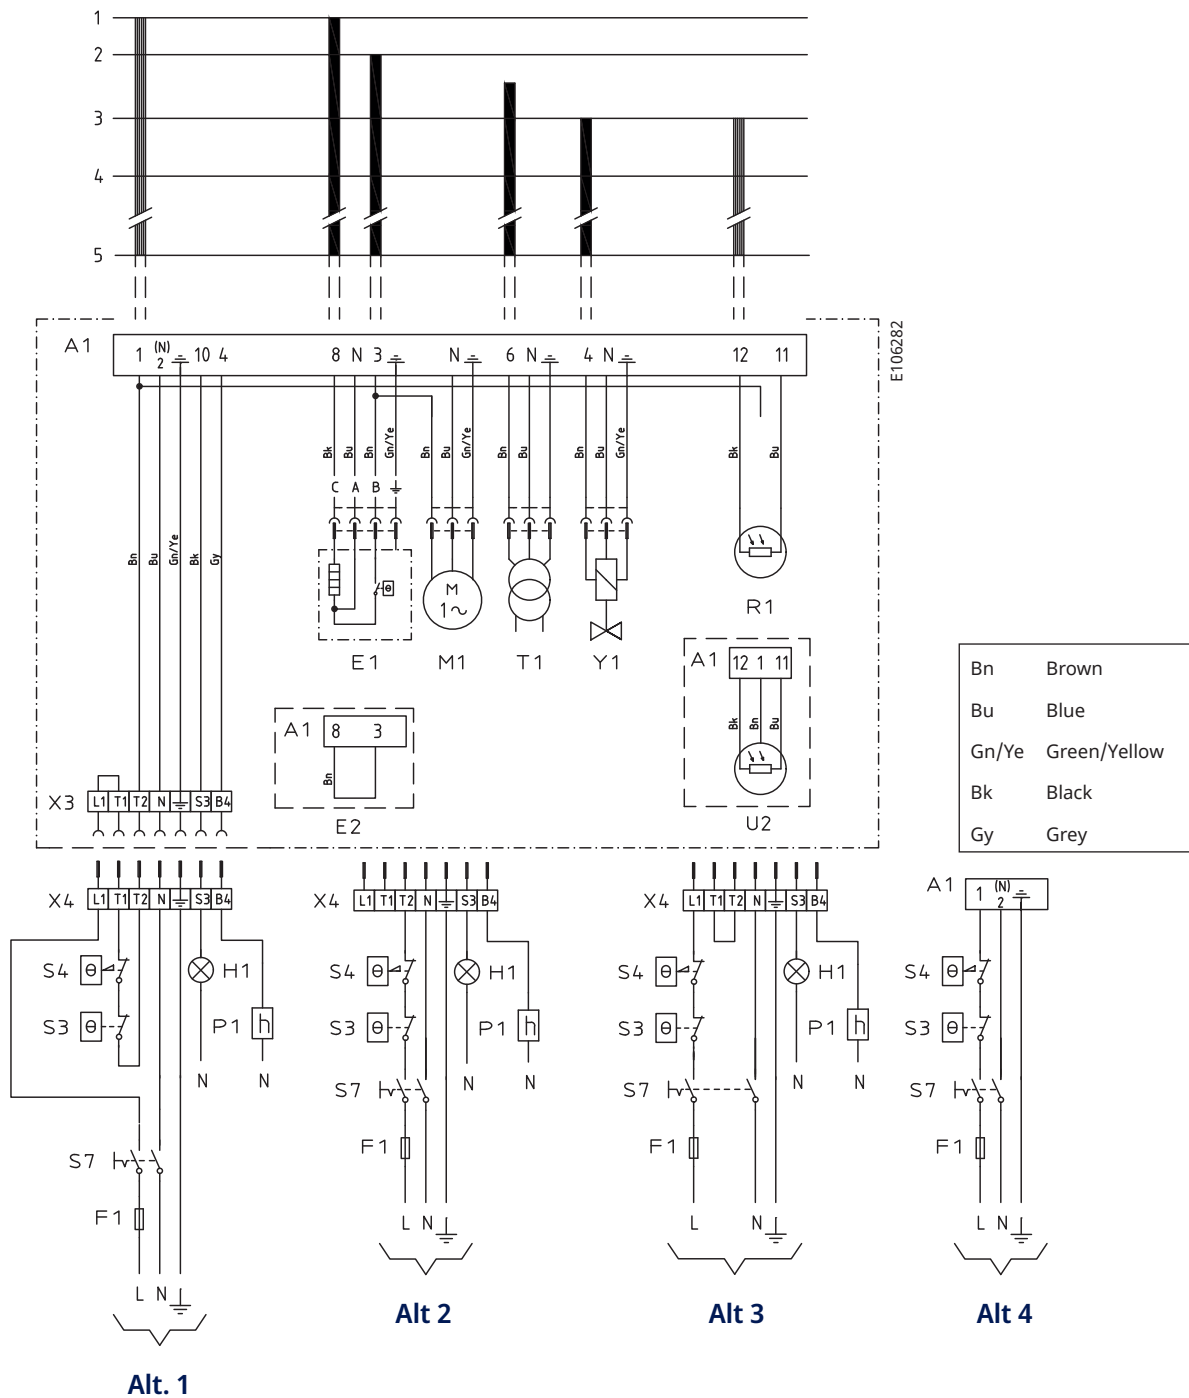 1
2
3
4
5
E106282
A1 1 (N) 2 10 4 8 N 3 N 6 N 4 N 12 11
Bk Bu Bn Gn/Ye Bn Bu Gn/Ye Bn Bu Bn Bu Gn/Ye Bk Bu
C A B
Bn Bu Gn/Ye Bk Gy
M
1~
R1
E1 M1 T1 Y1
A1 12 1 11
Bk Bn Bu
U2
A1 8 3
Bn
E2
Bn Brown
Bu Blue
Gn/Ye Green/Yellow
Bk Black
Gy Grey
X3 L1 T1 T2 N S3 B4
X4 L1 T1 T2 N S3 B4
S4 θ H1
S3 θ P1 h
N N
S7
F1
L N
Alt. 1
X4 L1 T1 T2 N S3 B4
S4 θ H1
S3 θ P1 h
S7 N N
F1
L N
Alt 2
X4 L1 T1 T2 N S3 B4
S4 θ H1
S3 θ P1 h
S7 N N
F1
L N
Alt 3
A1 1 (N) 2
S4 θ
S3 θ
S7
F1
L N
Alt 4